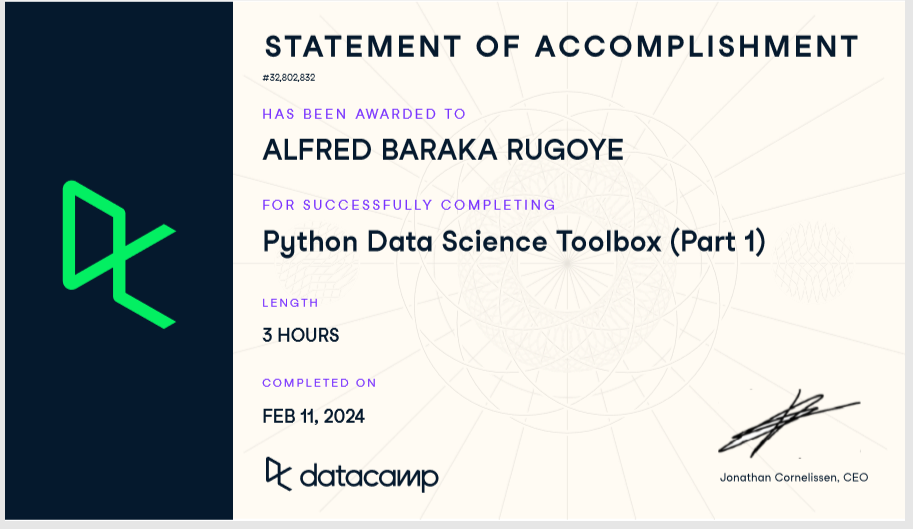 STATEMENT OF ACCOMPLISHMENT
#32,802,832
HAS BEEN AWARDED TO
ALFRED BARAKA RUGOYE
FOR SUCCESSFULLY COMPLETING
Python Data Science Toolbox (Part 1)
LENGTH
3 HOURS
COMPLETED ON
FEB 11, 2024
datacamp
Jonathan Cornelissen, CEO